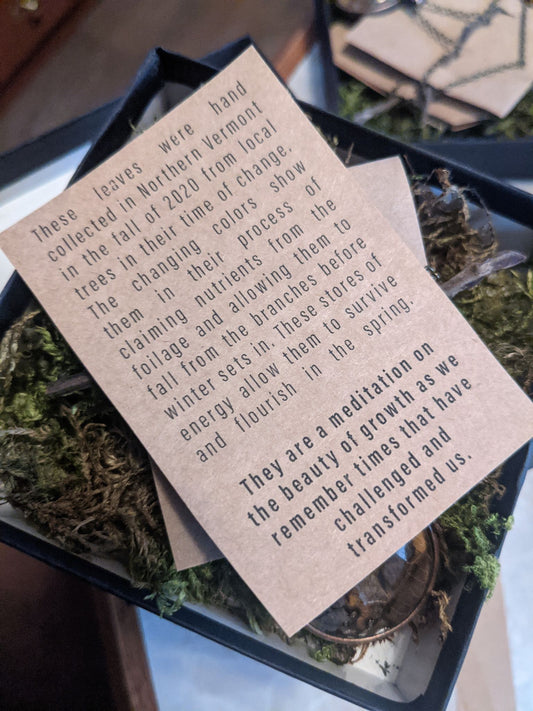 These leaves were hand
collected in Northern Vermont
in the fall of 2020 from local
trees in their time of change.
The changing colors show
them in their process of
claiming nutrients from the
foliage and allowing them to
fall from the branches before
winter sets in. These stores of
energy allow them to survive
and flourish in the spring.
They are a meditation on
the beauty of growth as we
remember times that have
challenged and
transformed us.